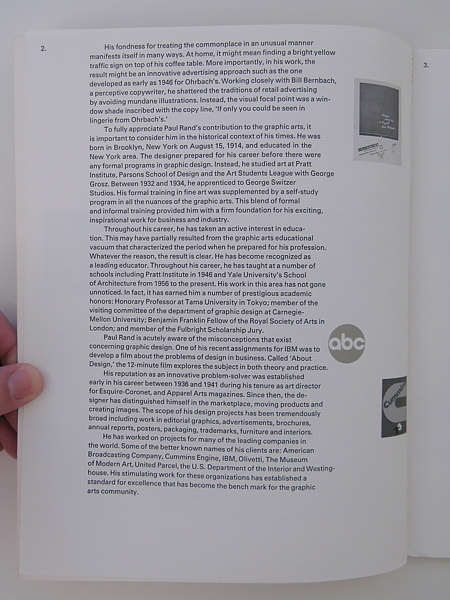 2.
3.
His fondness for treating the commonplace in an unusual manner
manifests itself in many ways. At home, it might mean finding a bright yellow
traffic sign on top of his coffee table. More importantly, in his work, the
result might be an innovative advertising approach such as the one
developed as early as 1946 for Ohrbach's. Working closely with Bill Bernbach,
a perceptive copywriter, he shattered the traditions of retail advertising
by avoiding mundane illustrations. Instead, the visual focal point was a win-
dow shade inscribed with the copy line, 'If only you could be seen in
lingerie from Ohrbach's.'
To fully appreciate Paul Rand's contribution to the graphic arts, it
is important to consider him in the historical context of his times. He was
born in Brooklyn, New York on August 15, 1914, and educated in the
New York area. The designer prepared for his career before there were
any formal programs in graphic design. Instead, he studied art at Pratt
Institute, Parsons School of Design and the Art Students League with George
Grosz. Between 1932 and 1934, he apprenticed to George Switzer
Studios. His formal training in fine art was supplemented by a self-study
program in all the nuances of the graphic arts. This blend of formal
and informal training provided him with a firm foundation for his exciting,
inspirational work for business and industry.
Throughout his career, he has taken an active interest in educa-
tion. This may have partially resulted from the graphic arts educational
vacuum that characterized the period when he prepared for his profession.
Whatever the reason, the result is clear. He has become recognized as
a leading educator. Throughout his career, he has taught at a number of
schools including Pratt Institute in 1946 and Yale University's School
of Architecture from 1956 to the present. His work in this area has not gone
unnoticed. In fact, it has earned him a number of prestigious academic
honors: Honorary Professor at Tama University in Tokyo; member of the
visiting committee of the department of graphic design at Carnegie-
Mellon University; Benjamin Franklin Fellow of the Royal Society of Arts in
London; and member of the Fulbright Scholarship Jury.
Paul Rand is acutely aware of the misconceptions that exist
concerning graphic design. One of his recent assignments for IBM was to
develop a film about the problems of design in business. Called 'About
Design,' the 12-minute film explores the subject in both theory and practice.
His reputation as an innovative problem-solver was established
early in his career between 1936 and 1941 during his tenure as art director
for Esquire-Coronet, and Apparel Arts magazines. Since then, the de-
signer has distinguished himself in the marketplace, moving products and
creating images. The scope of his design projects has been tremendously
broad including work in editorial graphics, advertisements, brochures,
annual reports, posters, packaging, trademarks, furniture and interiors.
He has worked on projects for many of the leading companies in
the world. Some of the better known of his clients are: American
Broadcasting Company, Cummins Engine, IBM, Olivetti, The Museum
of Modern Art, United Parcel, the U.S. Department of the Interior and Westing-
house. His stimulating work for these organizations has established a
standard for excellence that has become the bench mark for the graphic
arts community.
abc
Cummins